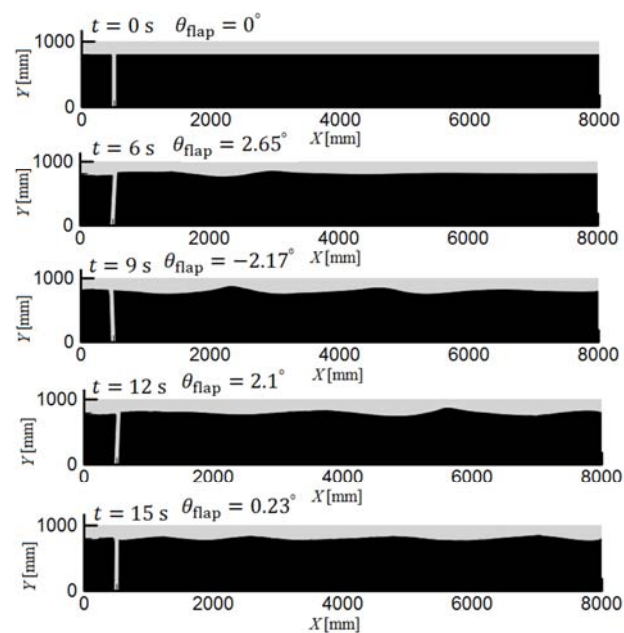 t = 0 s θflap = 0°
1000
Y [mm]
0
0 2000 4000 6000 8000
X [mm]
t = 6 s θflap = 2.65°
1000
Y [mm]
0
0 2000 4000 6000 8000
X [mm]
t = 9 s θflap = −2.17°
1000
Y [mm]
0
0 2000 4000 6000 8000
X [mm]
t = 12 s θflap = 2.1°
1000
Y [mm]
0
0 2000 4000 6000 8000
X [mm]
t = 15 s θflap = 0.23°
1000
Y [mm]
0
0 2000 4000 6000 8000
X [mm]